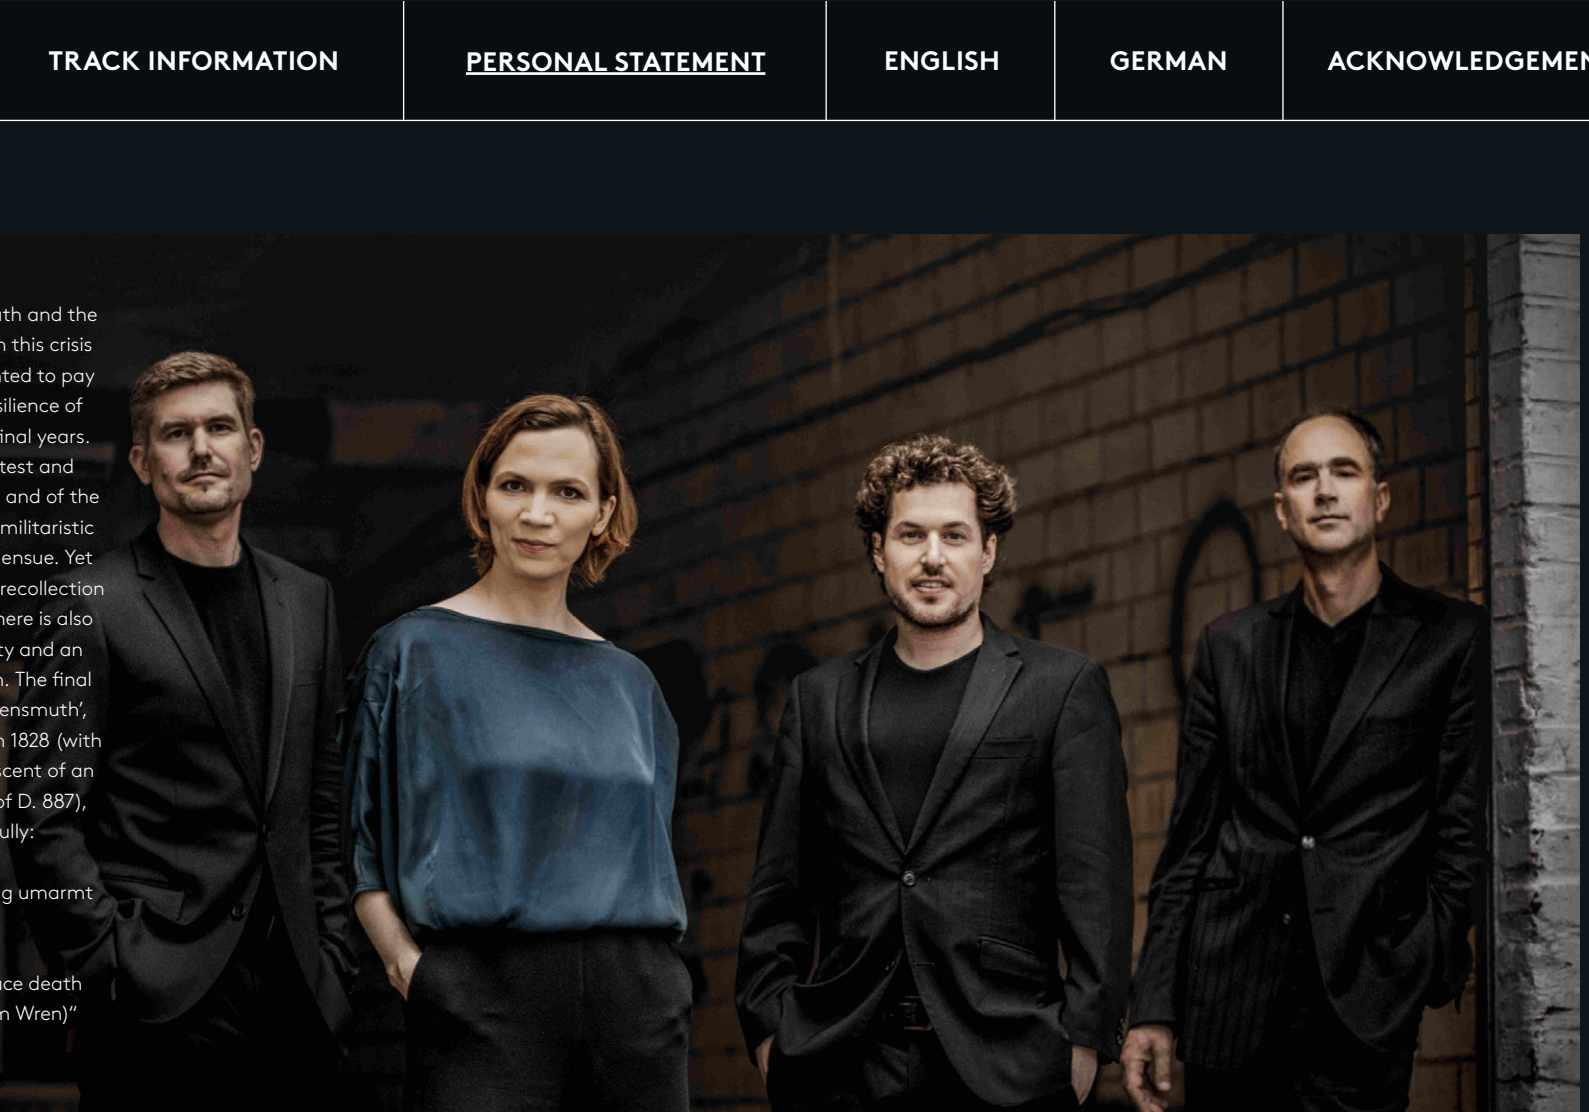 TRACK INFORMATION
PERSONAL STATEMENT
ENGLISH
GERMAN
ACKNOWLEDGEMEN
th and the
this crisis
ted to pay
silience of
inal years.
test and
and of the
militaristic
ensue. Yet
recollection
here is also
ty and an
. The final
ensmuth’,
1828 (with
scent of an
of D. 887),
ully:
g umarmt
ce death
Wren)“